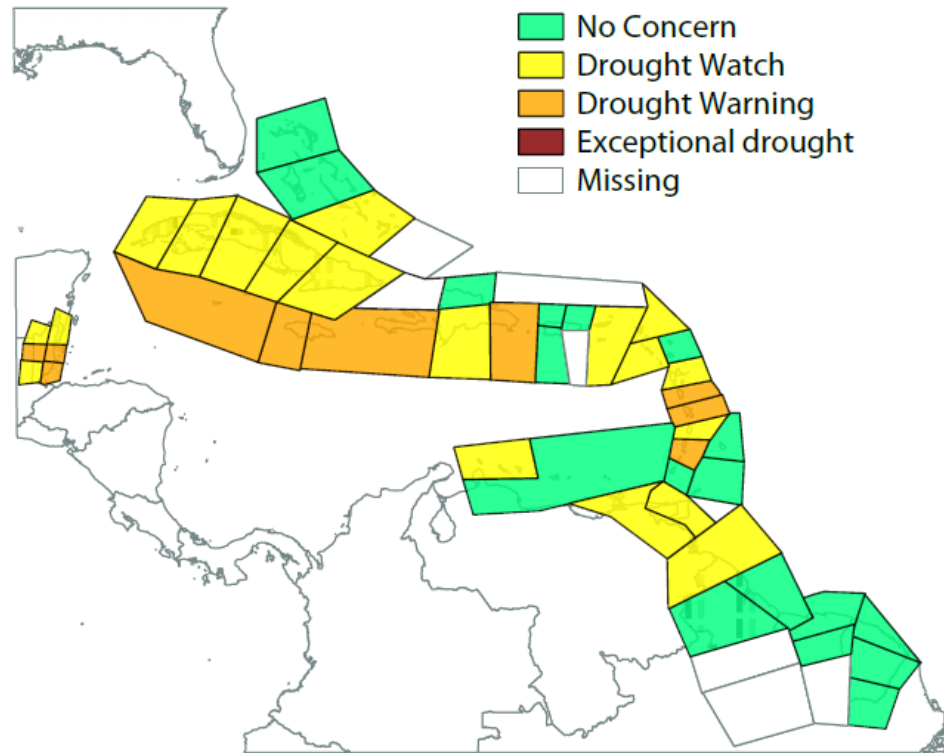 No Concern
Drought Watch
Drought Warning
Exceptional drought
Missing